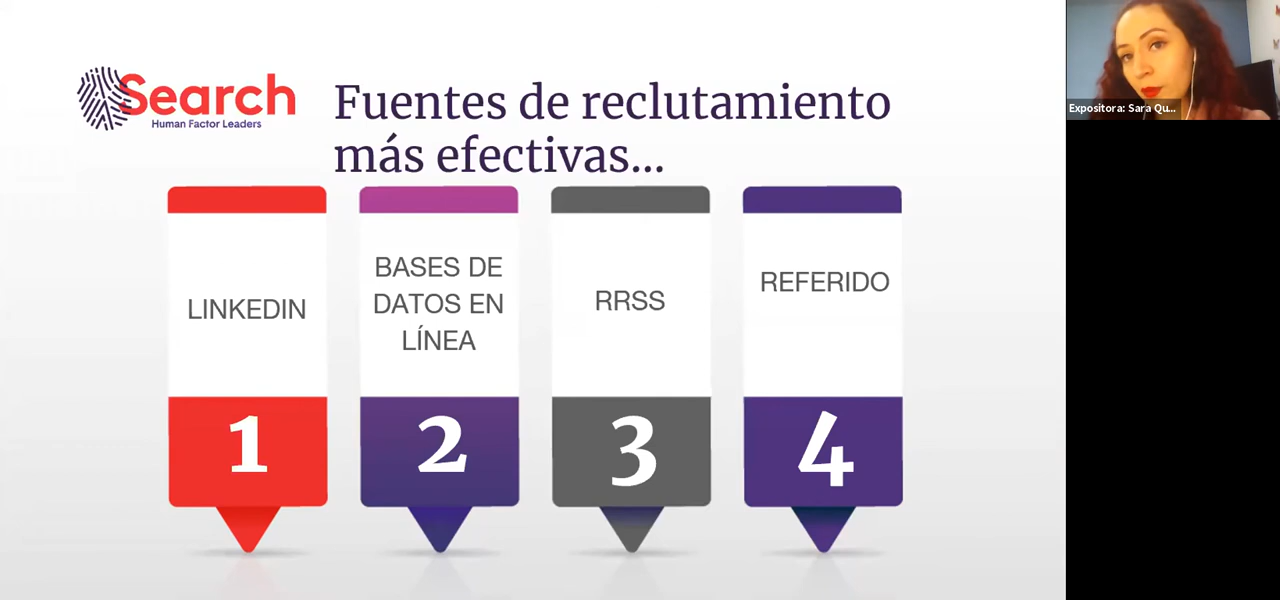 Search
Human Factor Leaders
Fuentes de reclutamiento
más efectivas...
LINKEDIN
1
BASES DE
DATOS EN
LÍNEA
2
RRSS
3
REFERIDO
4
Expositora: Sara Qu...